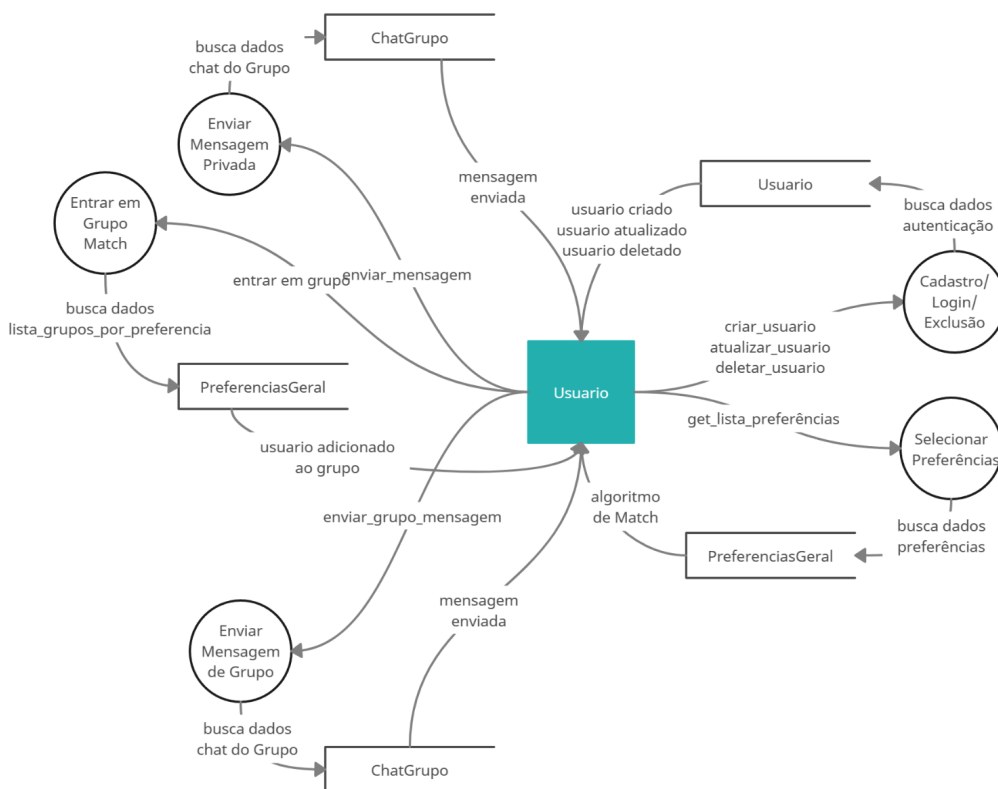 ChatGrupo
busca dados
chat do Grupo
Enviar
Mensagem
Privada
mensagem
enviada
Usuario
Entrar em
Grupo
Match
usuario criado
usuario atualizado
usuario deletado
busca dados
autenticação
entrar em grupo
enviar_mensagem
Cadastro/
Login/
Exclusão
busca dados
lista_grupos_por_preferencia
criar_usuario
atualizar_usuario
deletar_usuario
PreferenciasGeral
Usuario
get_lista_preferências
Selecionar
Preferências
usuario adicionado
ao grupo
enviar_grupo_mensagem
algoritmo
de Match
busca dados
preferências
PreferenciasGeral
mensagem
enviada
Enviar
Mensagem
de Grupo
busca dados
chat do Grupo
ChatGrupo